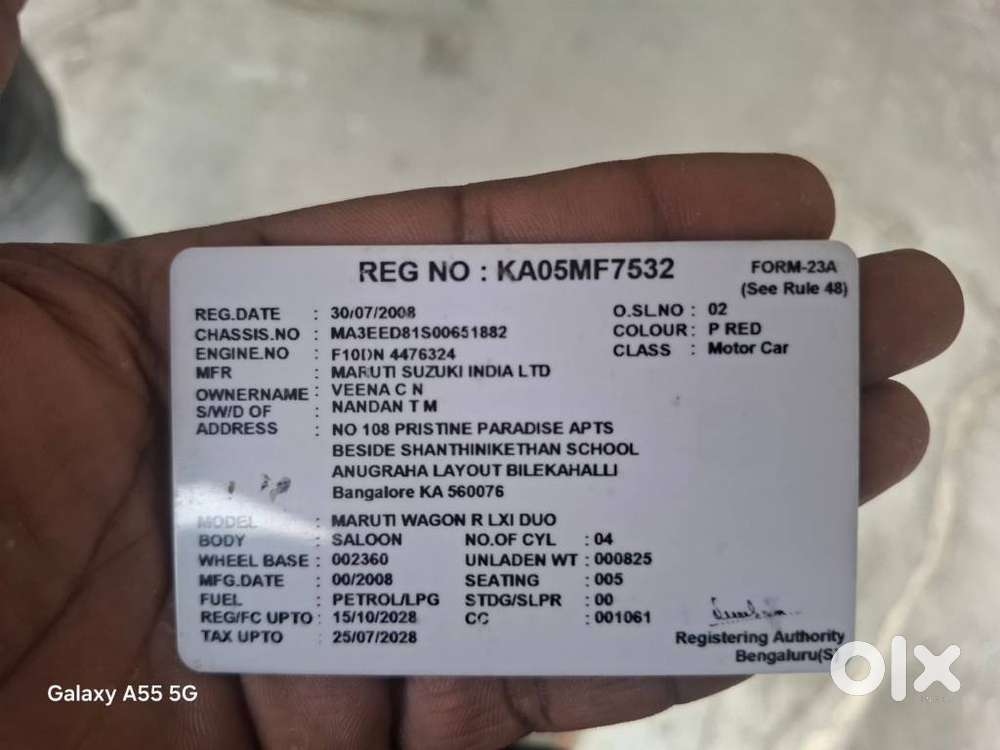 REG NO : KA05MF7532
FORM-23A
(See Rule 48)
REG.DATE : 30/07/2008 O.SL.NO : 02
CHASSIS.NO : MA3EED81S00651882 COLOUR : P RED
ENGINE.NO : F10DN 4476324 CLASS : Motor Car
MFR : MARUTI SUZUKI INDIA LTD
OWNERNAME : VEENA C N
S/W/D OF : NANDAN T M
ADDRESS : NO 108 PRISTINE PARADISE APTS
BESIDE SHANTHINIKETHAN SCHOOL
ANUGRAHA LAYOUT BILEKAHALLI
Bangalore KA 560076
MODEL : MARUTI WAGON R LXI DUO
BODY : SALOON NO.OF CYL : 04
WHEEL BASE : 002360 UNLADEN WT : 000825
MFG.DATE : 00/2008 SEATING : 005
FUEL : PETROL/LPG STDG/SLPR : 00
REG/FC UPTO : 15/10/2028 CC : 001061
TAX UPTO : 25/07/2028
Registering Authority
Bengaluru(S)
olx
Galaxy A55 5G